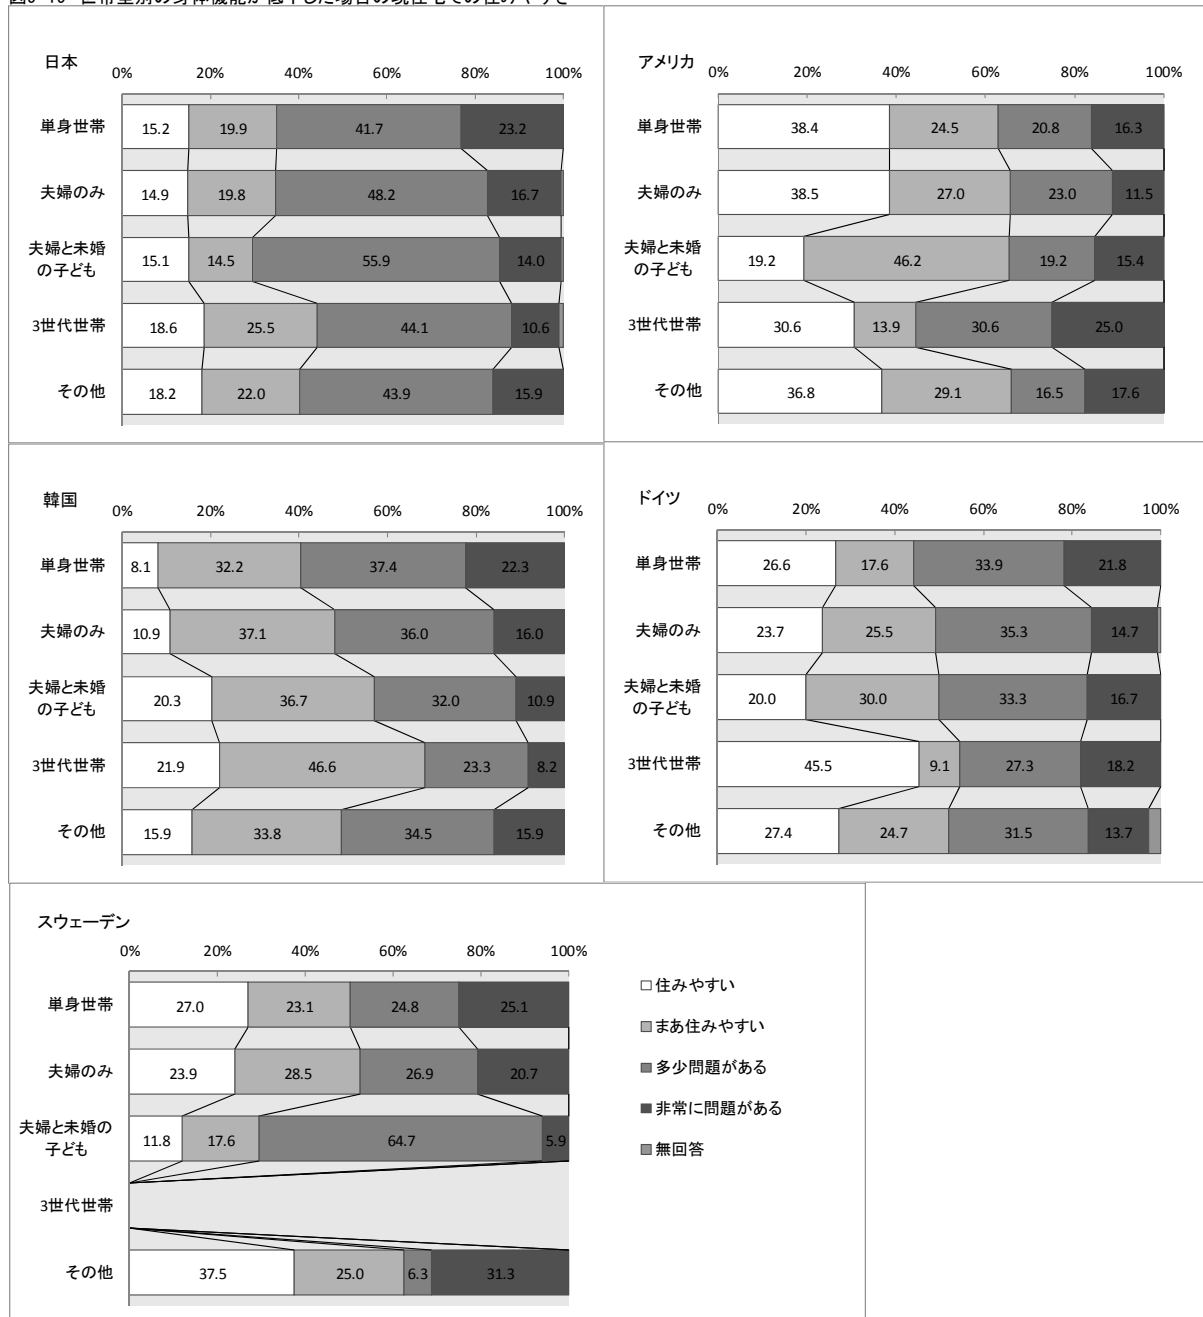 日本
0% 20% 40% 60% 80% 100%
単身世帯 15.2 19.9 41.7 23.2
夫婦のみ 14.9 19.8 48.2 16.7
夫婦と未婚
の子ども 15.1 14.5 55.9 14.0
3世代世帯 18.6 25.5 44.1 10.6
その他 18.2 22.0 43.9 15.9
アメリカ
0% 20% 40% 60% 80% 100%
単身世帯 38.4 24.5 20.8 16.3
夫婦のみ 38.5 27.0 23.0 11.5
夫婦と未婚
の子ども 19.2 46.2 19.2 15.4
3世代世帯 30.6 13.9 30.6 25.0
その他 36.8 29.1 16.5 17.6
韓国
0% 20% 40% 60% 80% 100%
単身世帯 8.1 32.2 37.4 22.3
夫婦のみ 10.9 37.1 36.0 16.0
夫婦と未婚
の子ども 20.3 36.7 32.0 10.9
3世代世帯 21.9 46.6 23.3 8.2
その他 15.9 33.8 34.5 15.9
ドイツ
0% 20% 40% 60% 80% 100%
単身世帯 26.6 17.6 33.9 21.8
夫婦のみ 23.7 25.5 35.3 14.7
夫婦と未婚
の子ども 20.0 30.0 33.3 16.7
3世代世帯 45.5 9.1 27.3 18.2
その他 27.4 24.7 31.5 13.7
スウェーデン
0% 20% 40% 60% 80% 100%
単身世帯 27.0 23.1 24.8 25.1
夫婦のみ 23.9 28.5 26.9 20.7
夫婦と未婚の
子ども 11.8 17.6 64.7 5.9
3世代世帯
その他 37.5 25.0 6.3 31.3
住みやすい
まあ住みやすい
多少問題がある
非常に問題がある
無回答